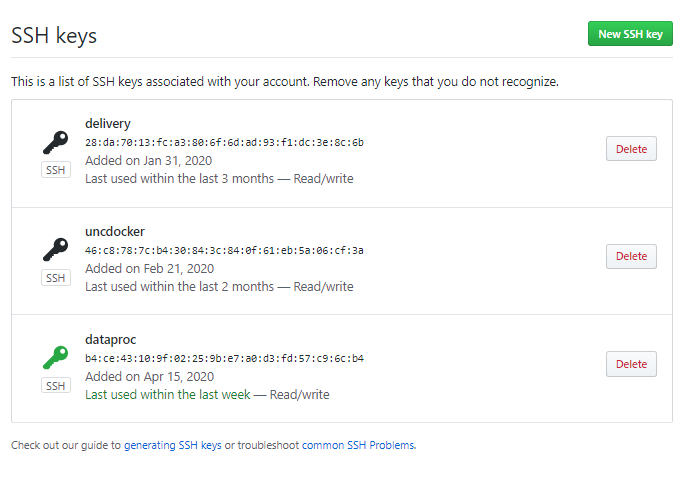 SSH keys
New SSH key
This is a list of SSH keys associated with your account. Remove any keys that you do not recognize.
delivery
28:da:70:13:fc:a3:80:6f:6d:ad:93:f1:dc:3e:8c:6b
Added on Jan 31, 2020
Last used within the last 3 months — Read/write
SSH
Delete
uncdocker
46:c8:78:7c:b4:30:84:3c:84:0f:61:eb:5a:06:cf:3a
Added on Feb 21, 2020
Last used within the last 2 months — Read/write
SSH
Delete
dataproc
b4:ce:43:10:9f:02:25:9b:e7:a0:d3:fd:57:c9:6c:b4
Added on Apr 15, 2020
Last used within the last week — Read/write
SSH
Delete
Check out our guide to generating SSH keys or troubleshoot common SSH Problems.